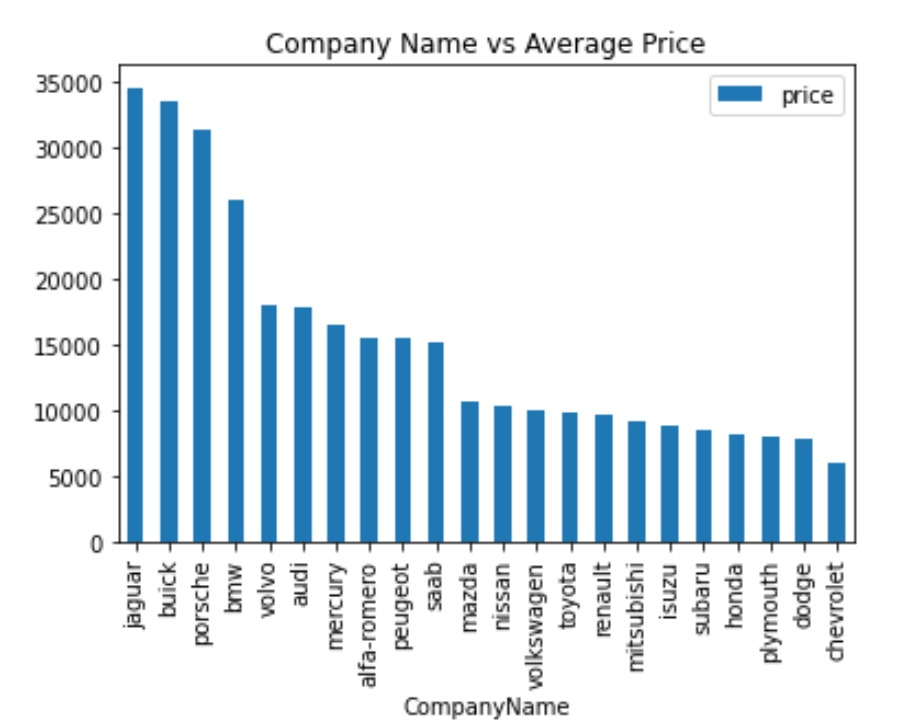 Company Name vs Average Price
price
35000
30000
25000
20000
15000
10000
5000
0
jaguar
buick
porsche
bmw
volvo
audi
mercury
alfa-romero
peugeot
saab
mazda
nissan
volkswagen
toyota
renault
mitsubishi
isuzu
subaru
honda
plymouth
dodge
chevrolet
CompanyName